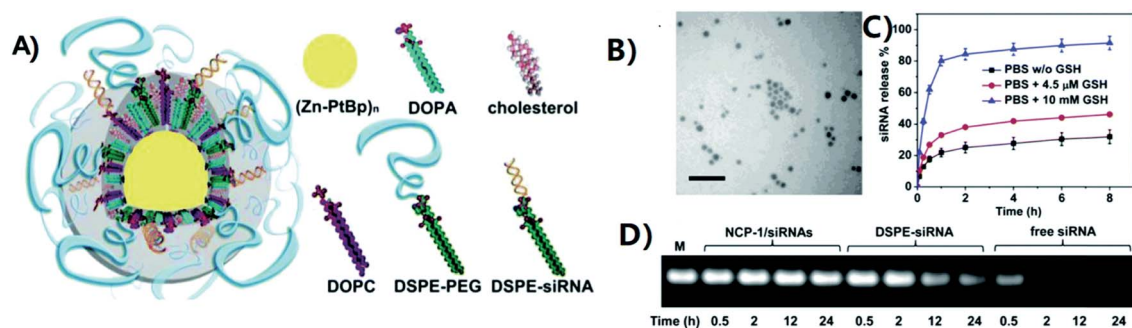 A)
(Zn-PtBp)n
DOPA
cholesterol
DOPC
DSPE-PEG
DSPE-siRNA
B)
C)
siRNA release %
100
80
60
40
20
0
PBS w/o GSH
PBS + 4.5 μM GSH
PBS + 10 mM GSH
0 2 4 6 8
Time (h)
D)
M
NCP-1/siRNAs
DSPE-siRNA
free siRNA
Time (h) 0.5 2 12 24 0.5 2 12 24 0.5 2 12 24